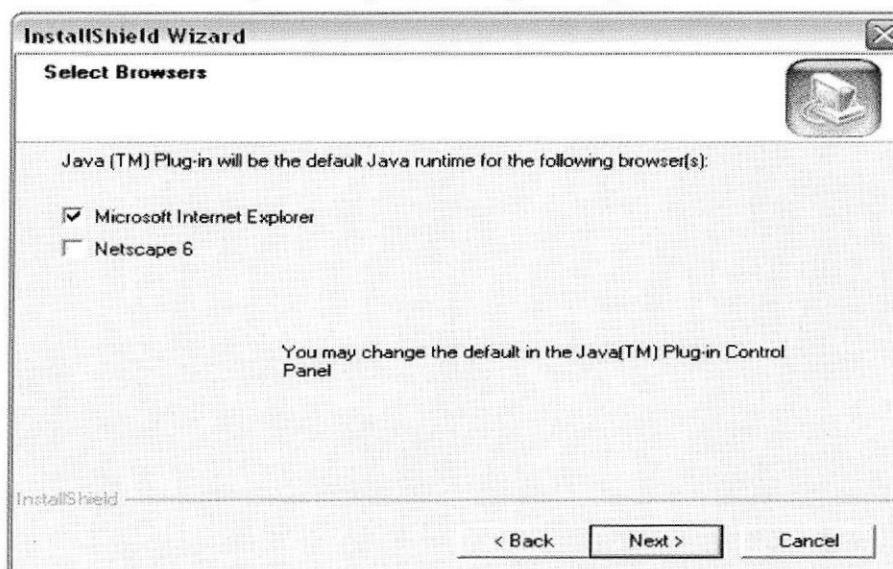 InstallShield Wizard
Select Browsers
Java (TM) Plug-in will be the default Java runtime for the following browser(s):
Microsoft Internet Explorer
Netscape 6
You may change the default in the Java(TM) Plug-in Control
Panel
InstallShield
< Back Next > Cancel